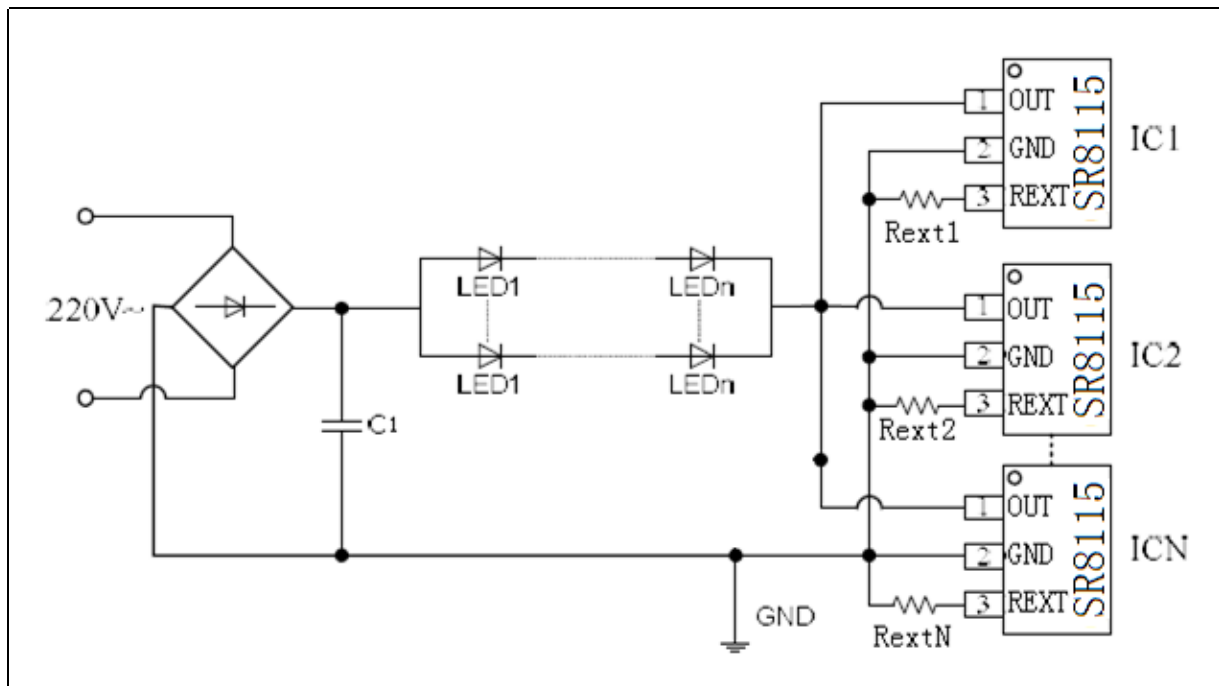 1 OUT
2 GND
3 REXT
SR8115
IC1
Rext1
220V~
LED1
LEDn
LED1
LEDn
C1
1 OUT
2 GND
3 REXT
SR8115
IC2
Rext2
1 OUT
2 GND
3 REXT
SR8115
ICN
RextN
GND